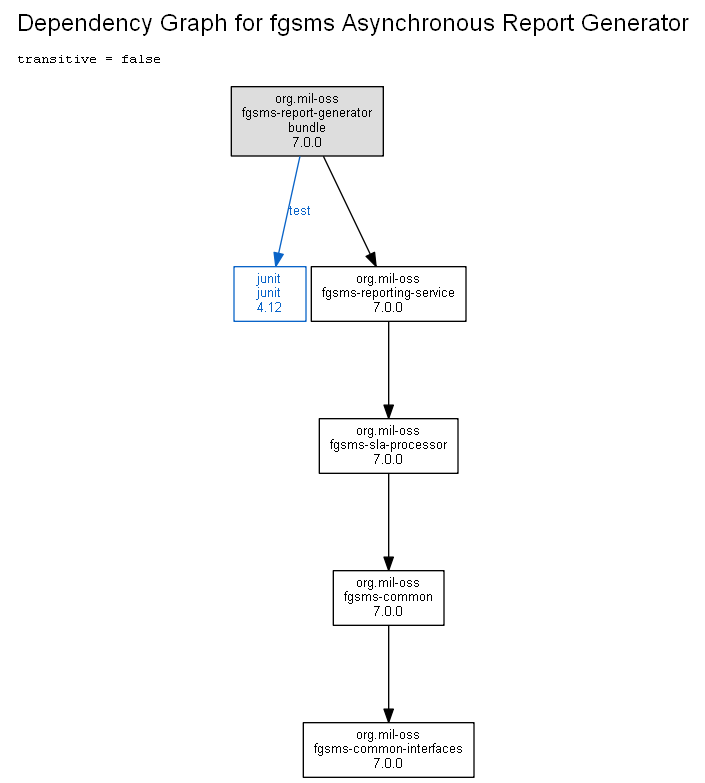 Dependency Graph for fgsms Asynchronous Report Generator
transitive = false
org.mil-oss
fgsms-report-generator
bundle
7.0.0
test
junit
junit
4.12
org.mil-oss
fgsms-reporting-service
7.0.0
org.mil-oss
fgsms-sla-processor
7.0.0
org.mil-oss
fgsms-common
7.0.0
org.mil-oss
fgsms-common-interfaces
7.0.0